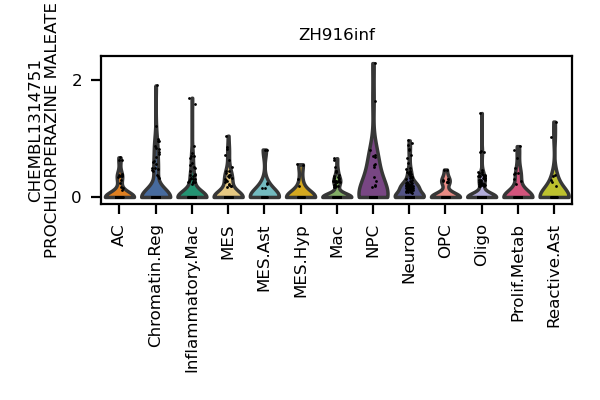 ZH916inf
CHEMBL1314751
PROCHLORPERAZINE MALEATE
2
0
AC
Chromatin.Reg
Inflammatory.Mac
MES
MES.Ast
MES.Hyp
Mac
NPC
Neuron
OPC
Oligo
Prolif.Metab
Reactive.Ast